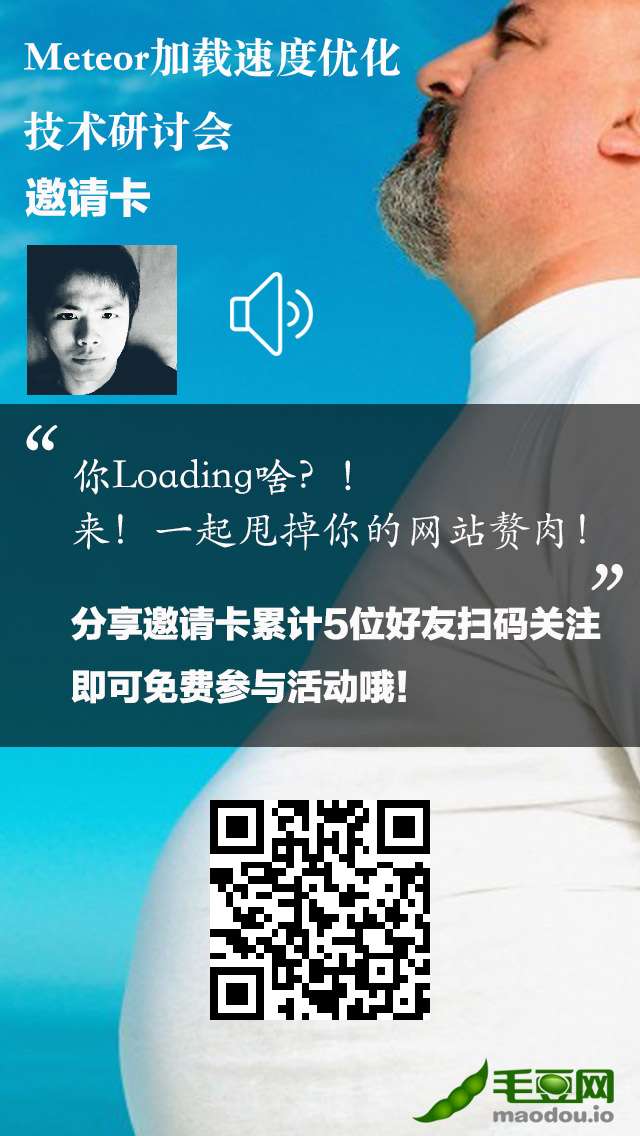 Meteor加载速度优化
技术研讨会
邀请卡
“
你Loading啥？！
来！一起甩掉你的网站赘肉！
”
分享邀请卡累计5位好友扫码关注
即可免费参与活动哦！
毛豆网
maodou.io